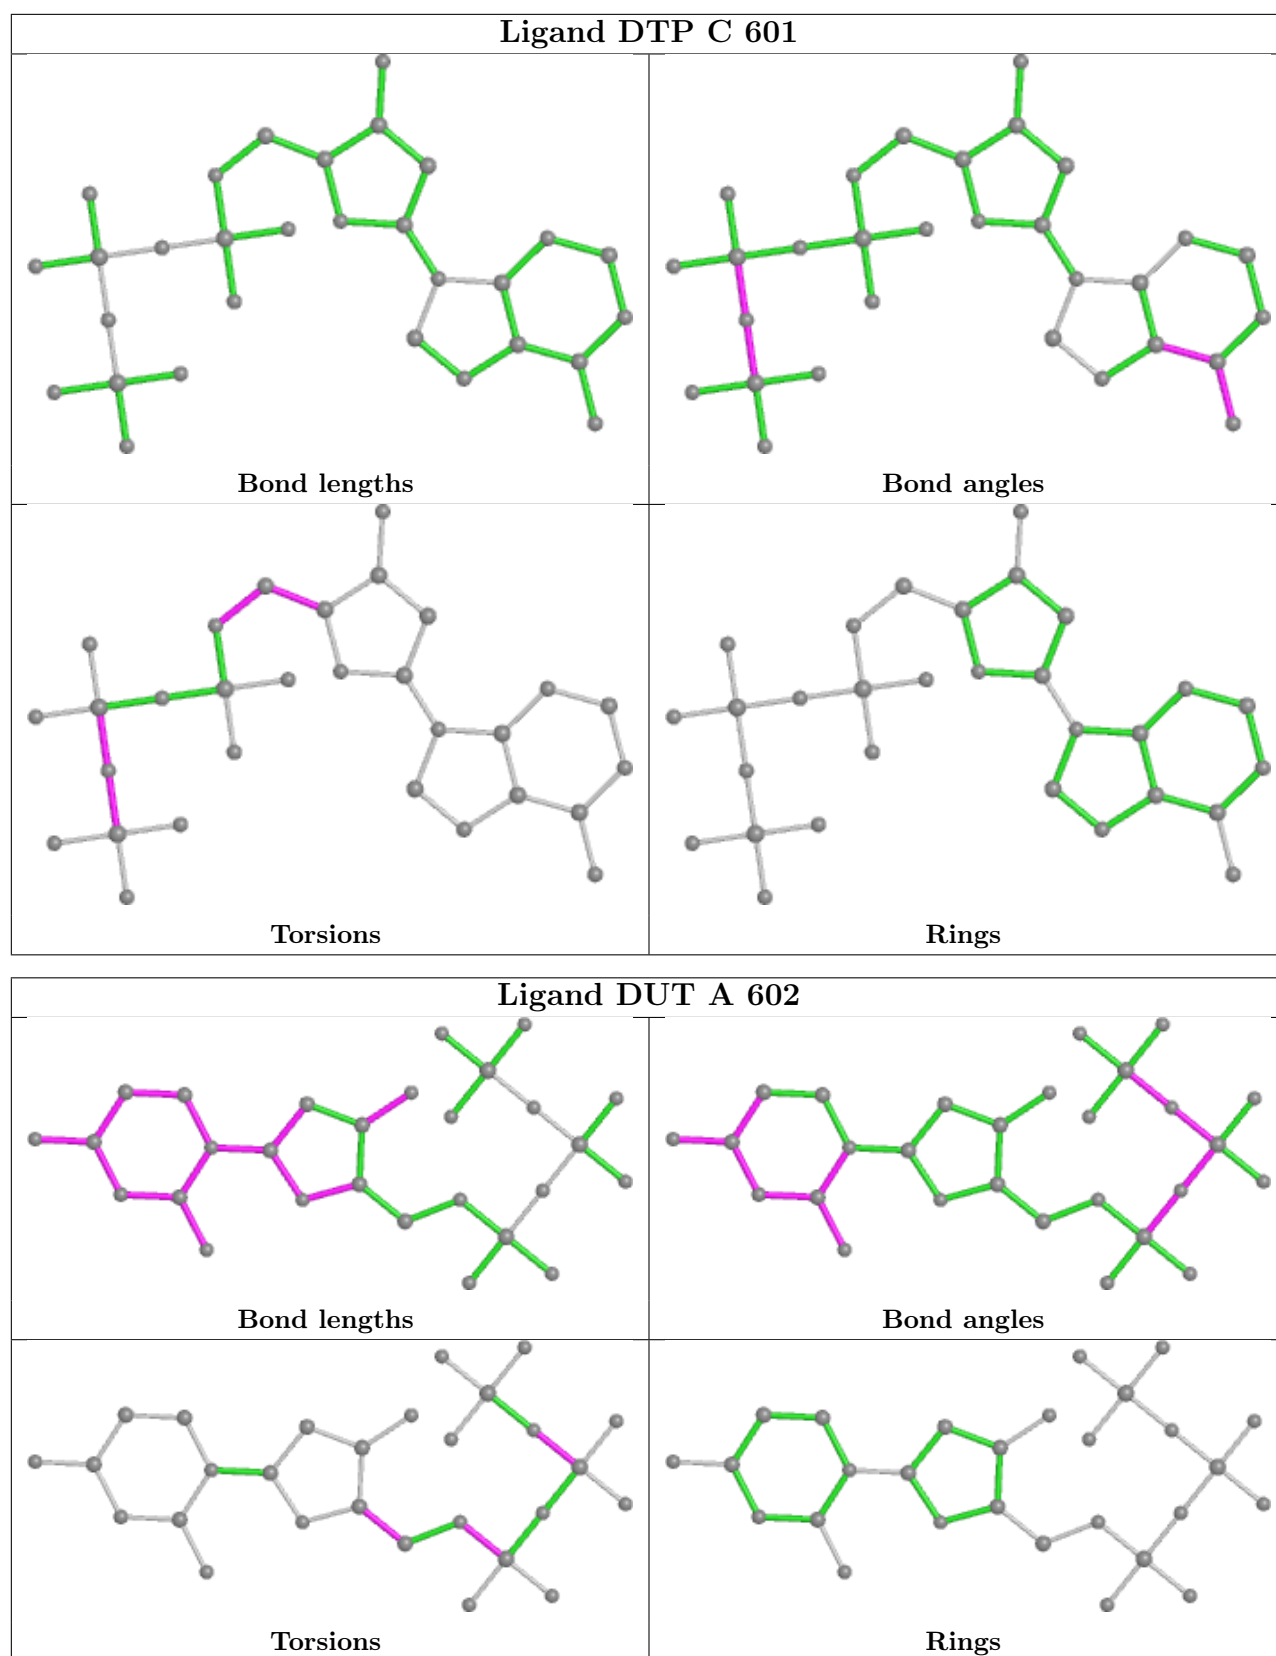 Ligand DTP C 601
Bond lengths
Bond angles
Torsions
Rings
Ligand DUT A 602
Bond lengths
Bond angles
Torsions
Rings